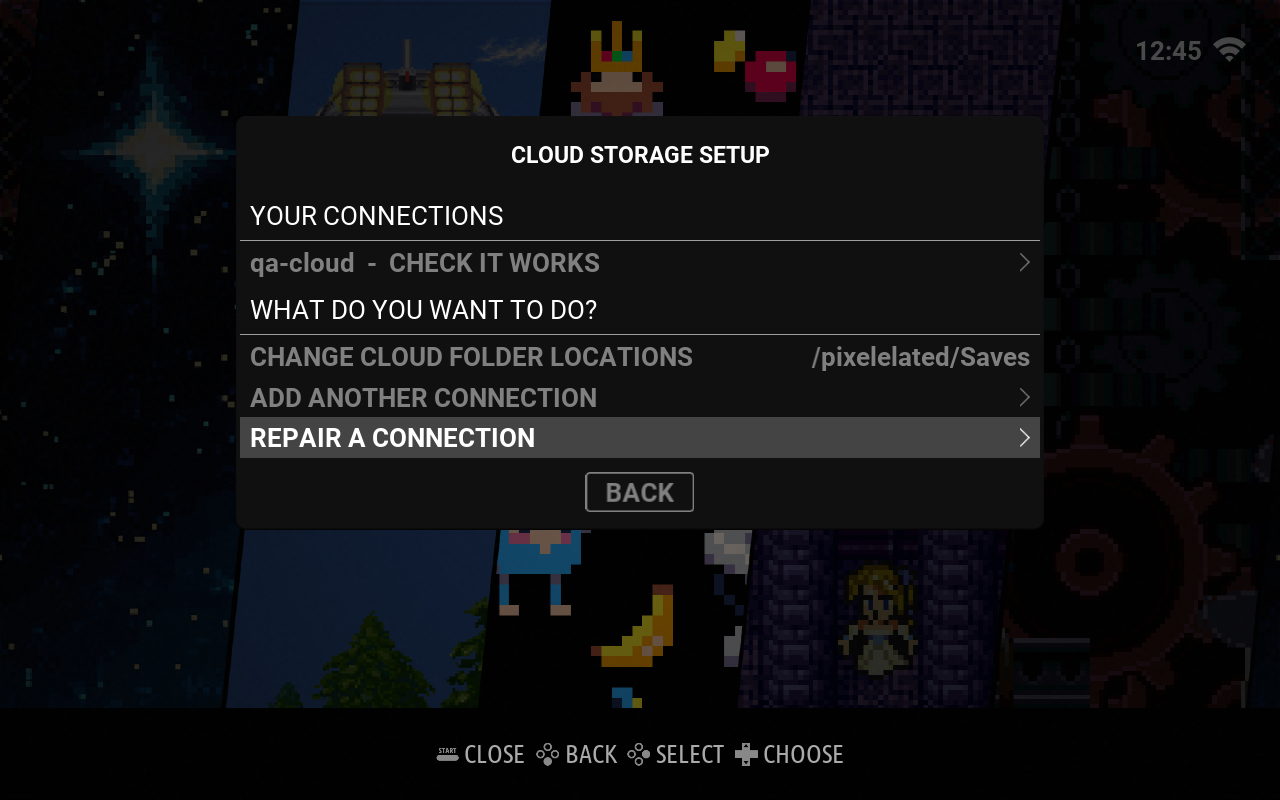 12:45
CLOUD STORAGE SETUP
YOUR CONNECTIONS
qa-cloud - CHECK IT WORKS
WHAT DO YOU WANT TO DO?
CHANGE CLOUD FOLDER LOCATIONS /pixelelated/Saves
ADD ANOTHER CONNECTION
REPAIR A CONNECTION
BACK
START CLOSE BACK SELECT CHOOSE